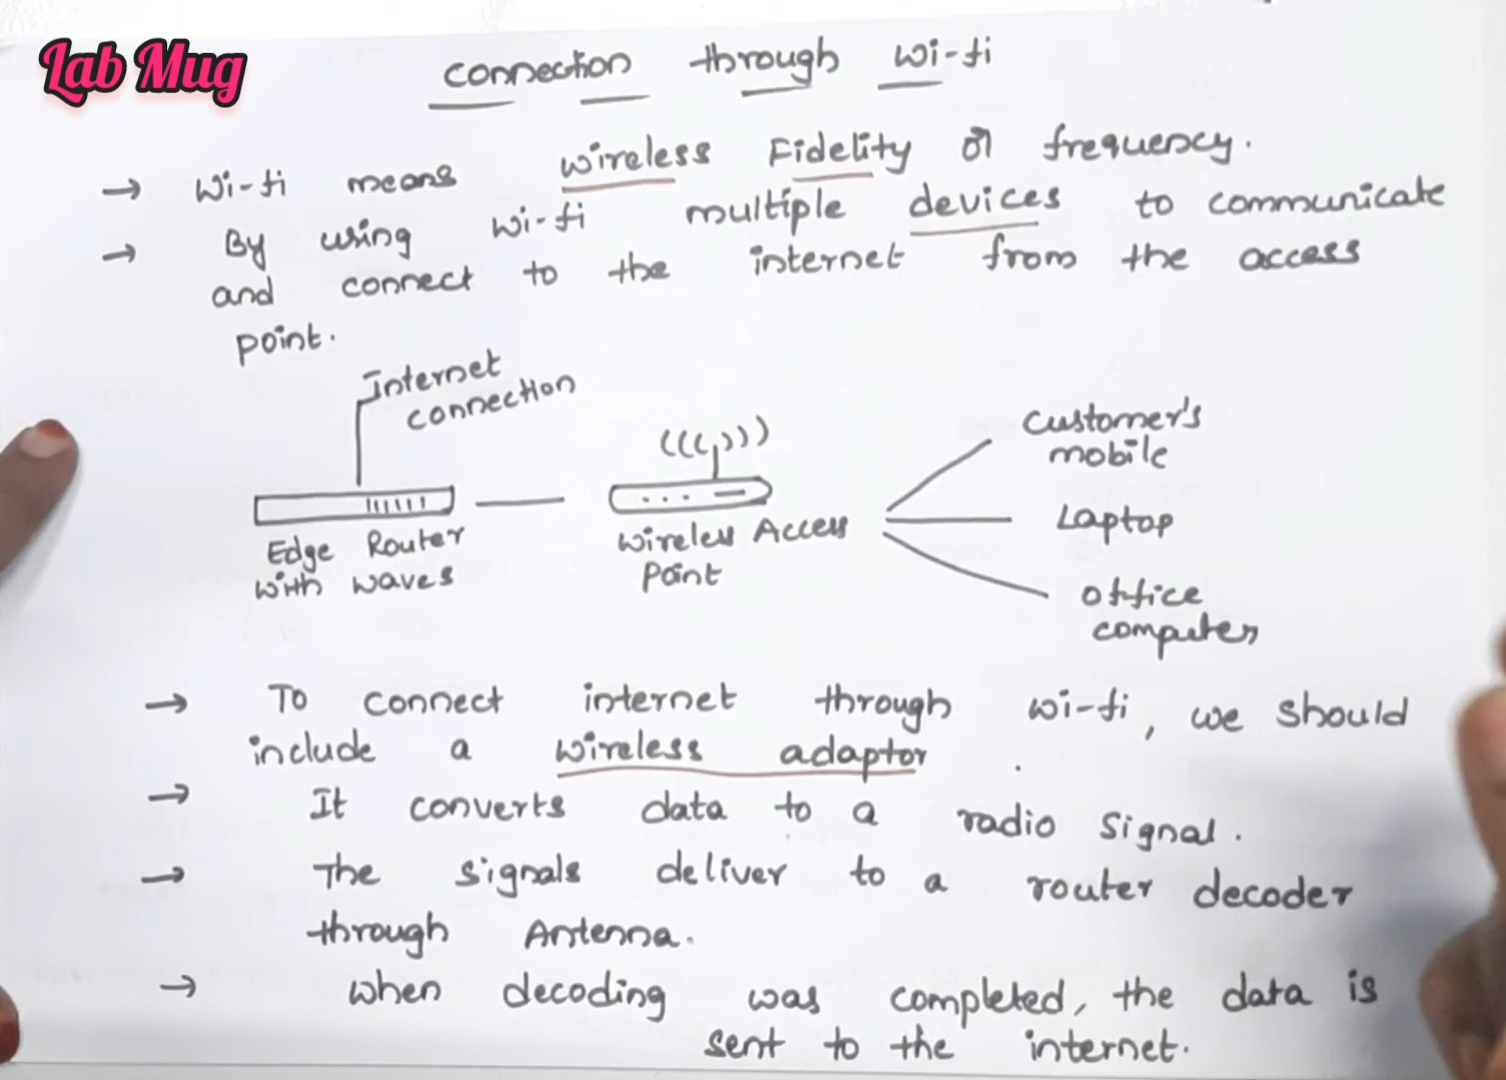 Lab Mug
connection through Wi-fi
→ Wi-fi means wireless Fidelity or frequency.
→ By using wi-fi multiple devices to communicate
and connect to the internet from the access
point.
Internet
connection
Edge Router
with waves
Wireless Access
Point
Customer's
mobile
Laptop
office
computer
→ To connect internet through wi-fi, we should
include a wireless adaptor.
→ It converts data to a radio signal.
→ The signals deliver to a router decoder
through Antenna.
→ when decoding was completed, the data is
sent to the internet.